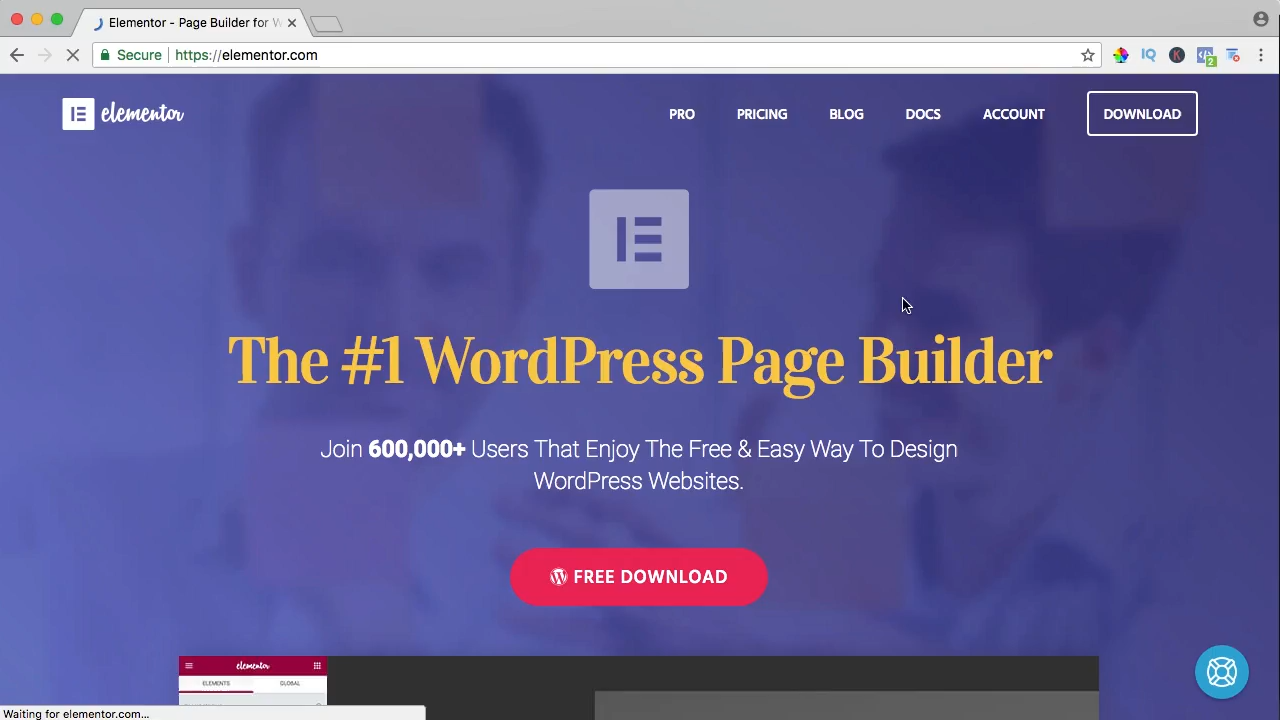 Elementor - Page Builder for W
Secure
https://elementor.com
IQ
K
2
elementor
PRO
PRICING
BLOG
DOCS
ACCOUNT
DOWNLOAD
The #1 WordPress Page Builder
Join 600,000+ Users That Enjoy The Free & Easy Way To Design
WordPress Websites.
FREE DOWNLOAD
elementor
ELEMENTS
GLOBAL
Waiting for elementor.com...